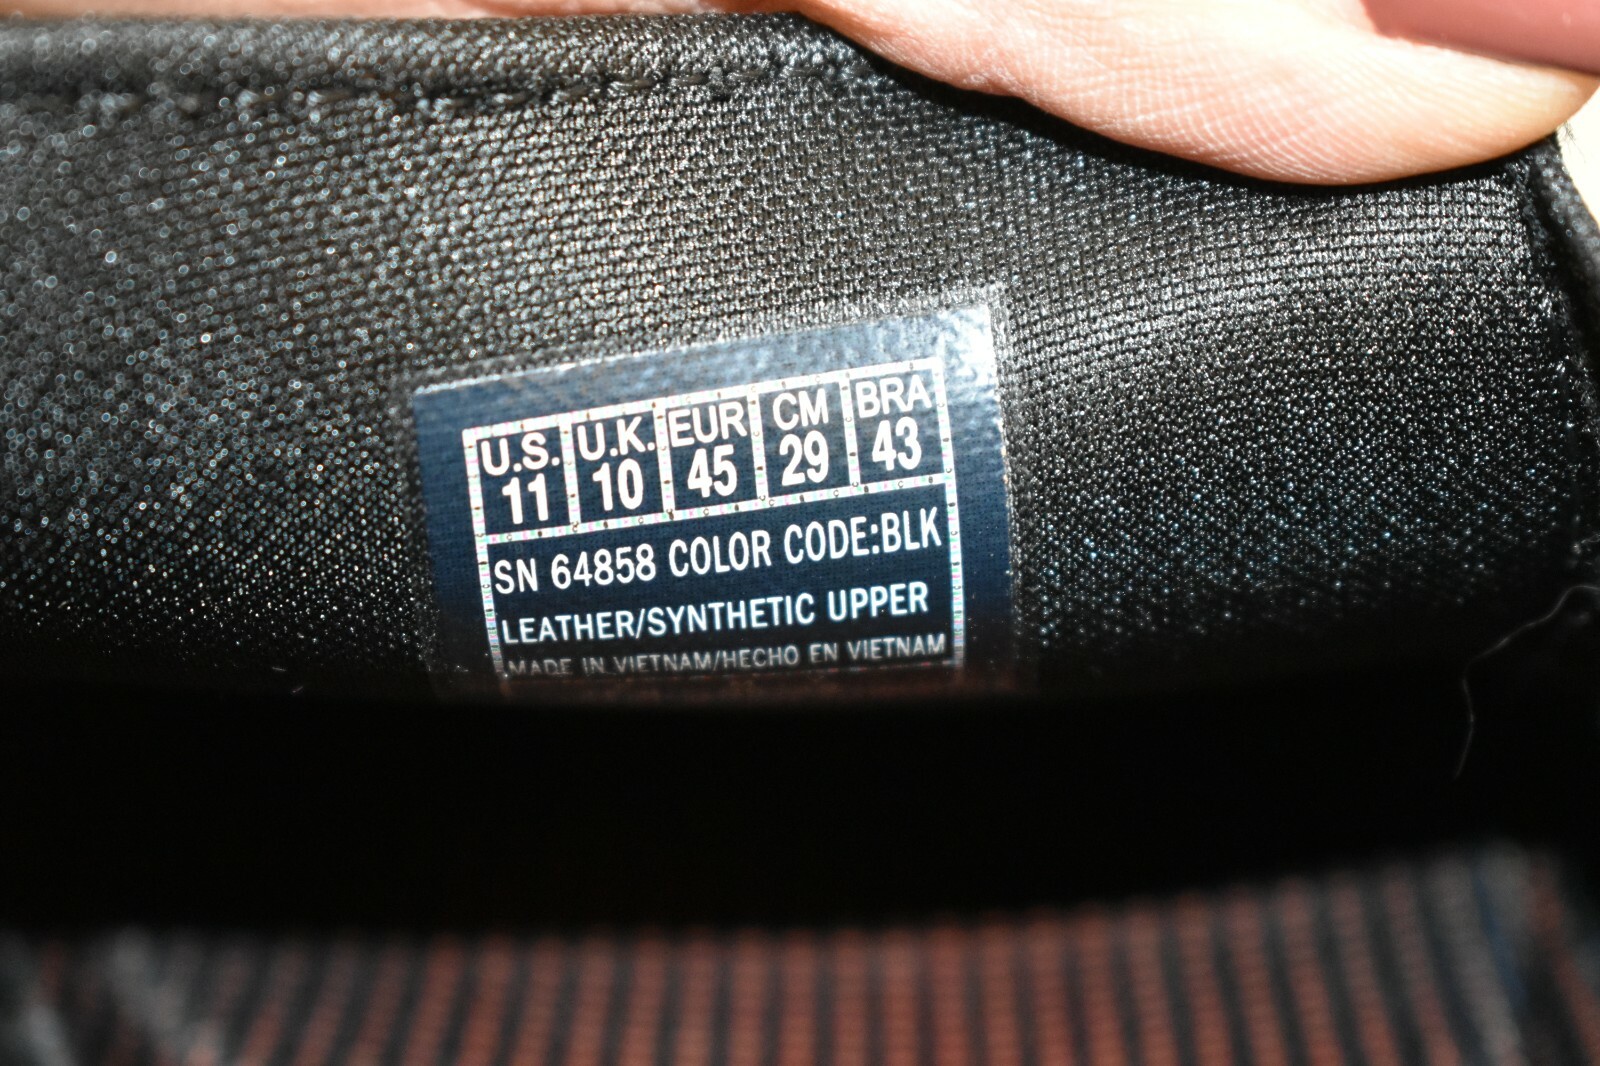 U.S. U.K. EUR CM BRA
11 10 45 29 43
SN 64858 COLOR CODE:BLK
LEATHER/SYNTHETIC UPPER
MADE IN VIETNAM/HECHO EN VIETNAM